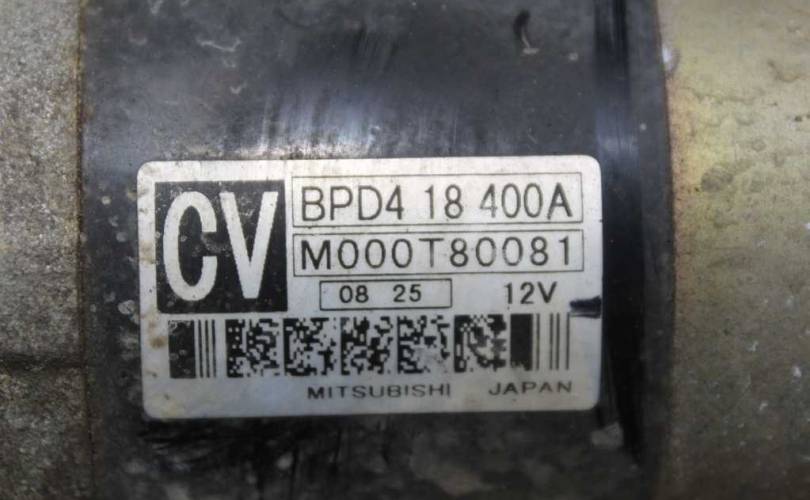 CV
BPD4 18 400A
M000T80081
08 25 12V
MITSUBISHI JAPAN